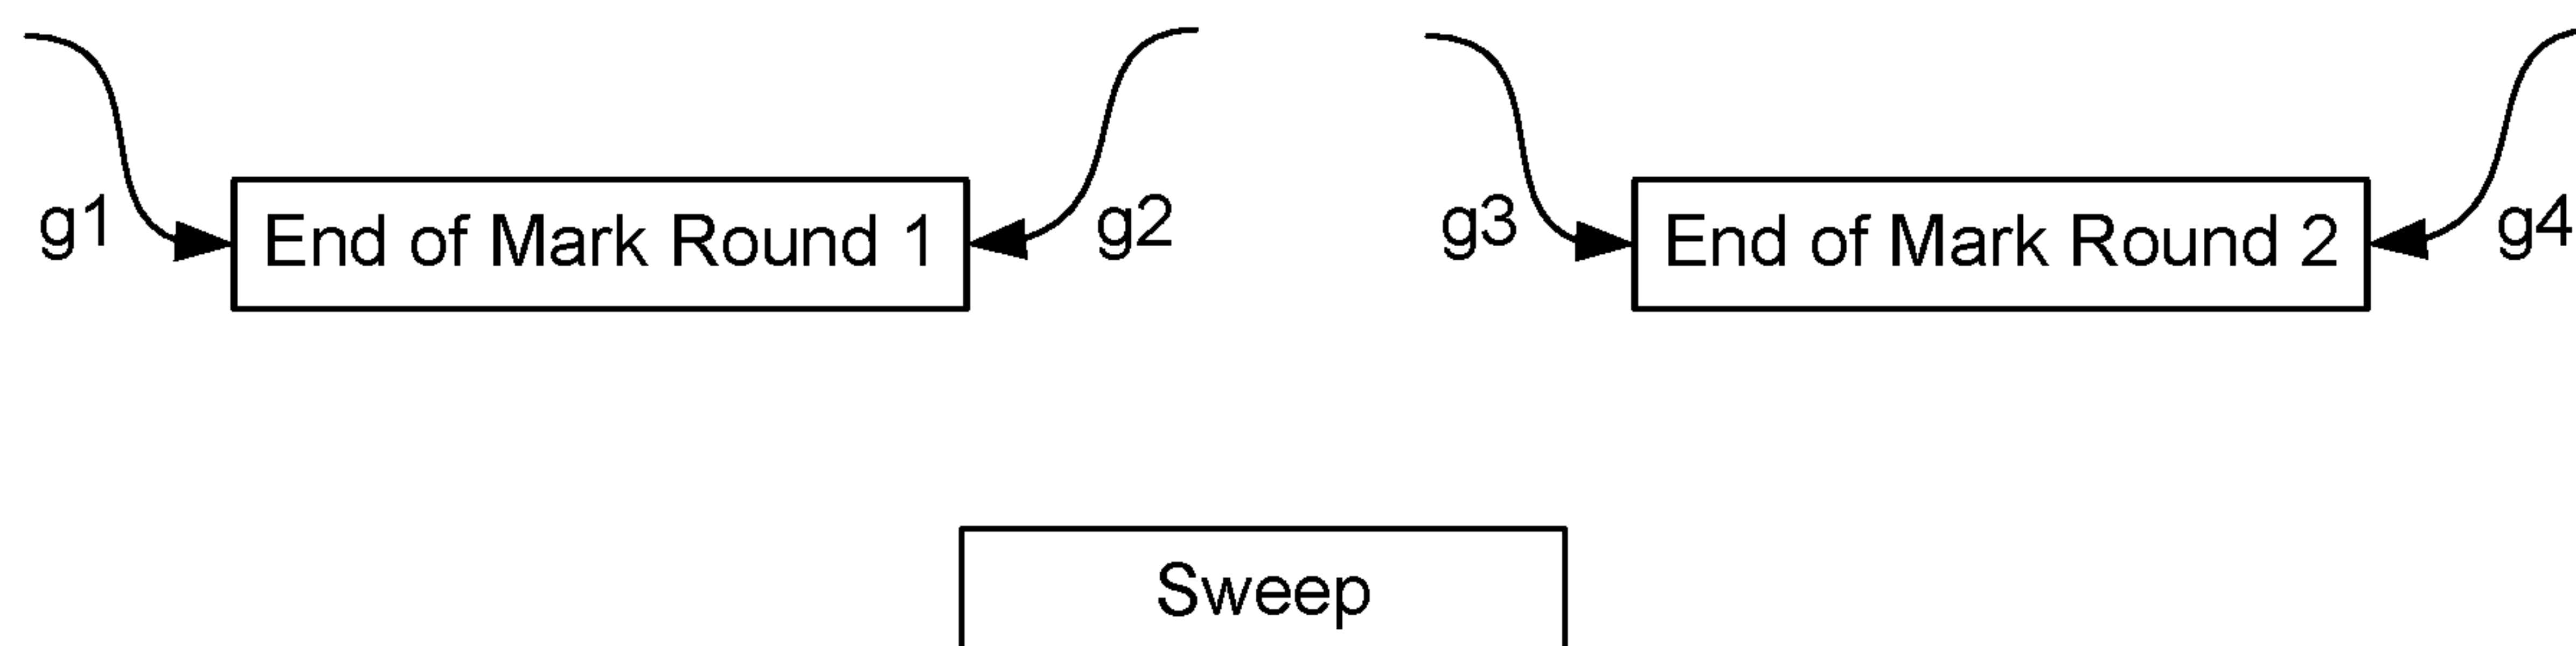 g1
End of Mark Round 1
g2
g3
End of Mark Round 2
g4
Sweep